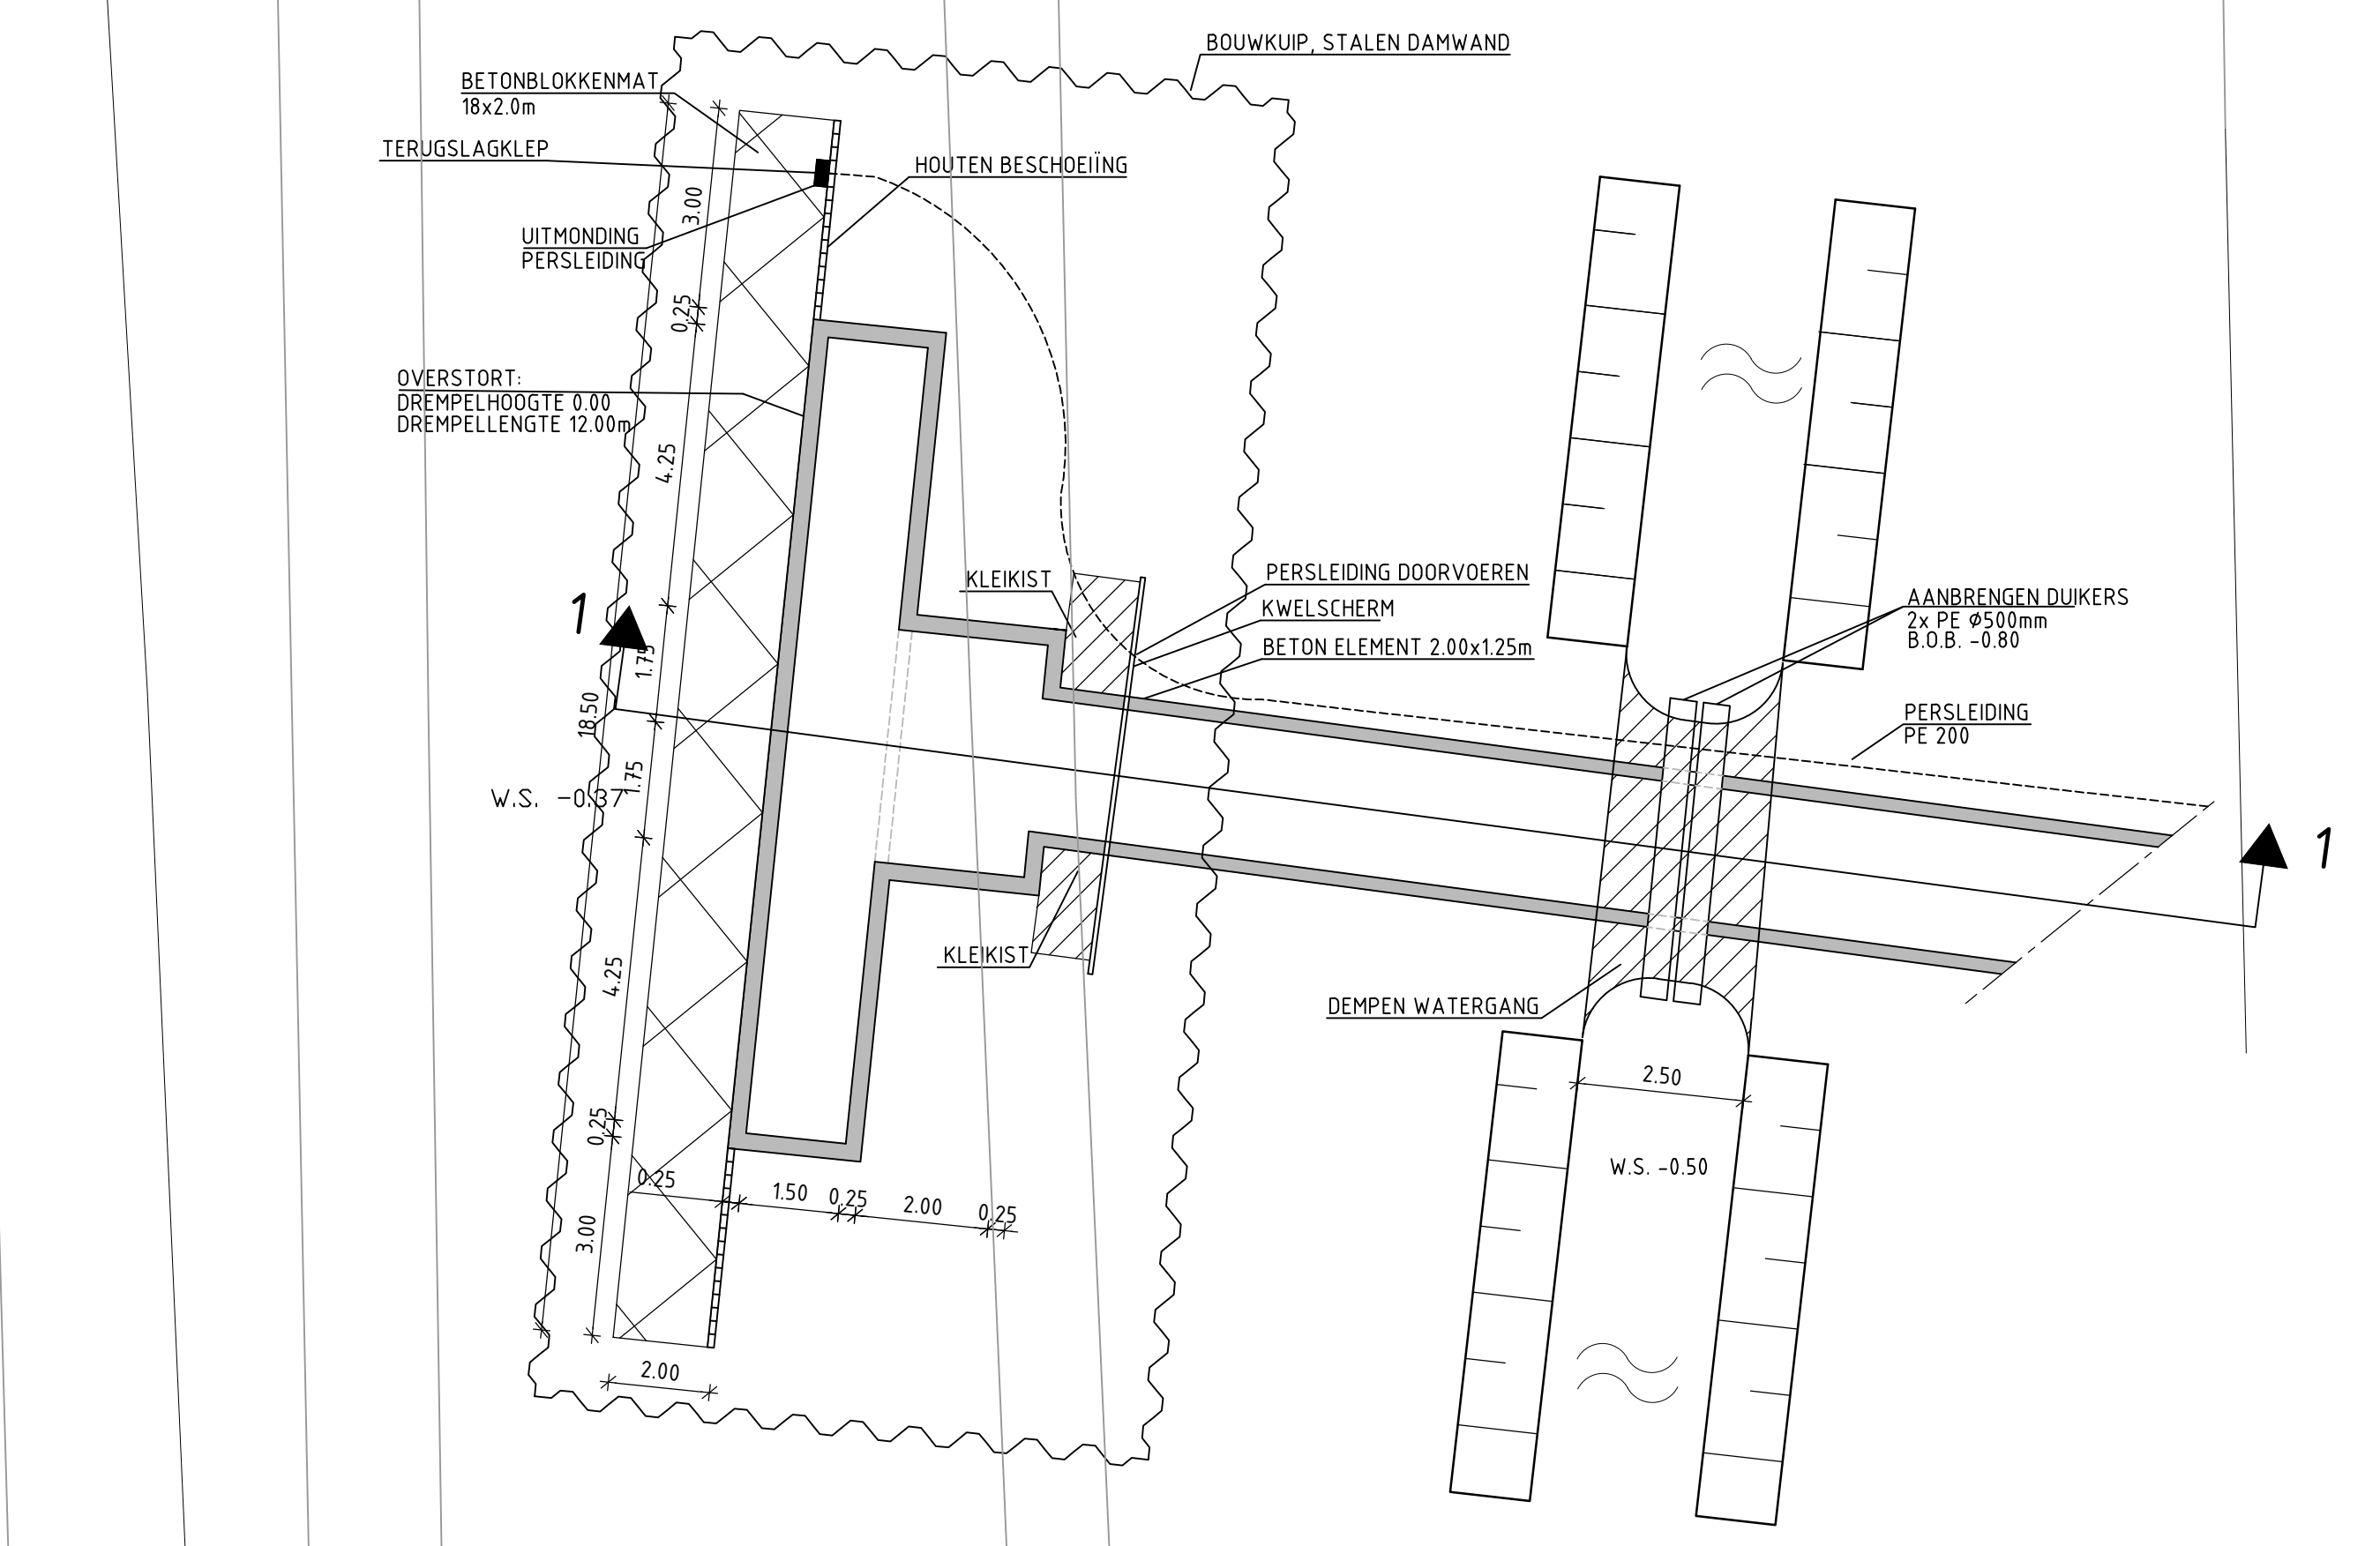 BOUWKUIP, STALEN DAMWAND
BETONBLOKKENMAT
18x2.0m
TERUGSLAGKLEP
HOUTEN BESCHOEIÏNG
3.00
UITMONDING
PERSLEIDING
0.25
OVERSTORT:
DREMPELHOOGTE 0.00
DREMPELLENGTE 12.00m
4.25
KLEIKIST
PERSLEIDING DOORVOEREN
KWELSCHERM
BETON ELEMENT 2.00x1.25m
AANBRENGEN DUIKERS
2x PE Ø500mm
B.O.B. -0.80
1
1.75
18.50
PERSLEIDING
PE 200
1.75
W.S. -0.37
1
KLEIKIST
4.25
DEMPEN WATERGANG
2.50
0.25
W.S. -0.50
0.25
1.50
0.25
2.00
0.25
3.00
2.00